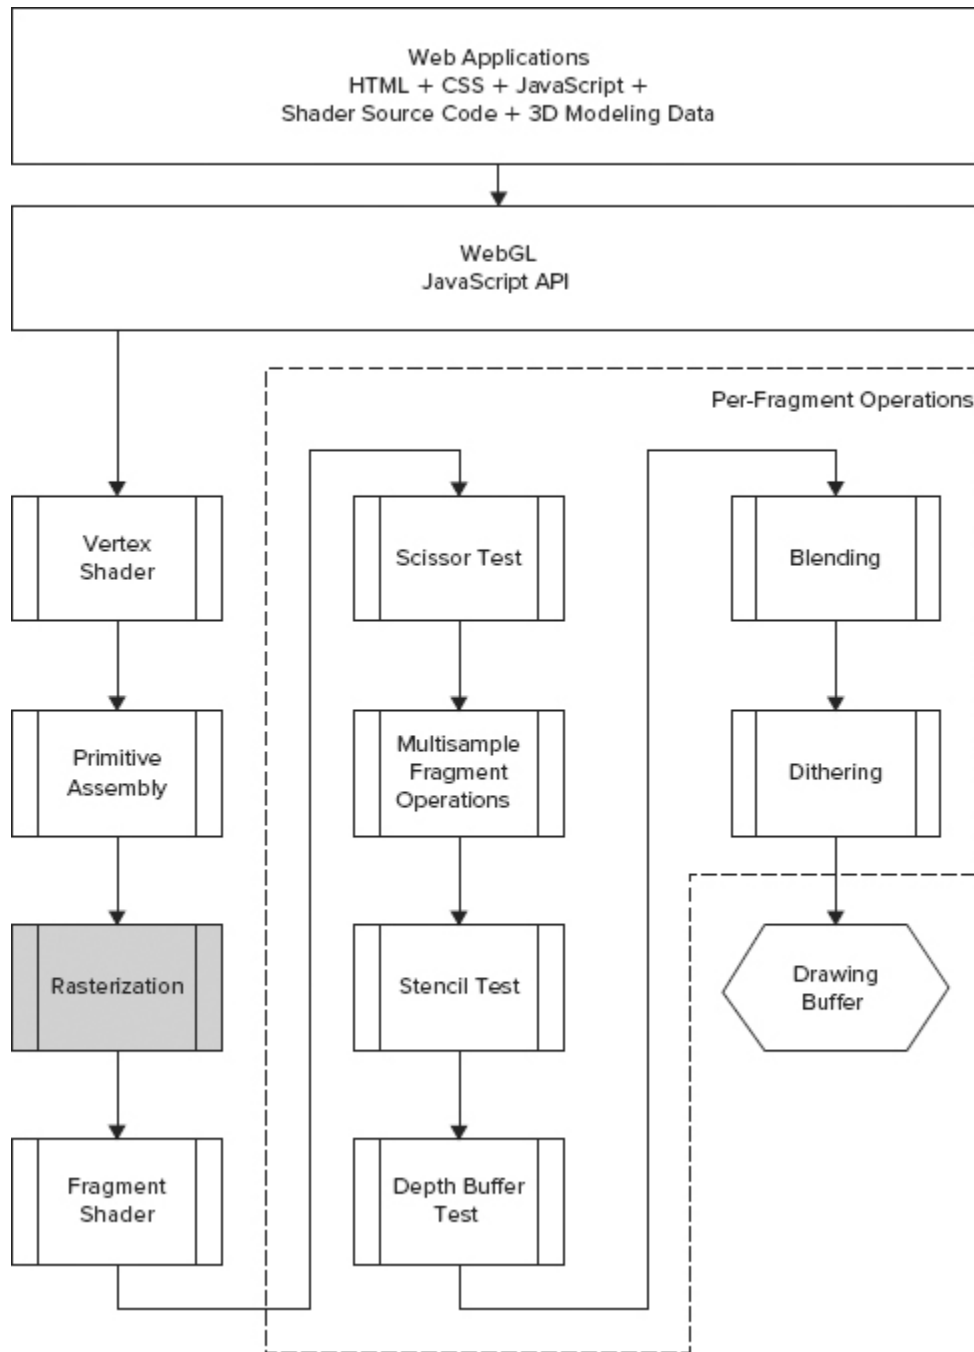 Web Applications
HTML + CSS + JavaScript +
Shader Source Code + 3D Modeling Data
WebGL
JavaScript API
Per-Fragment Operations
Vertex
Shader
Primitive
Assembly
Rasterization
Fragment
Shader
Scissor Test
Multisample
Fragment
Operations
Stencil Test
Depth Buffer
Test
Blending
Dithering
Drawing
Buffer